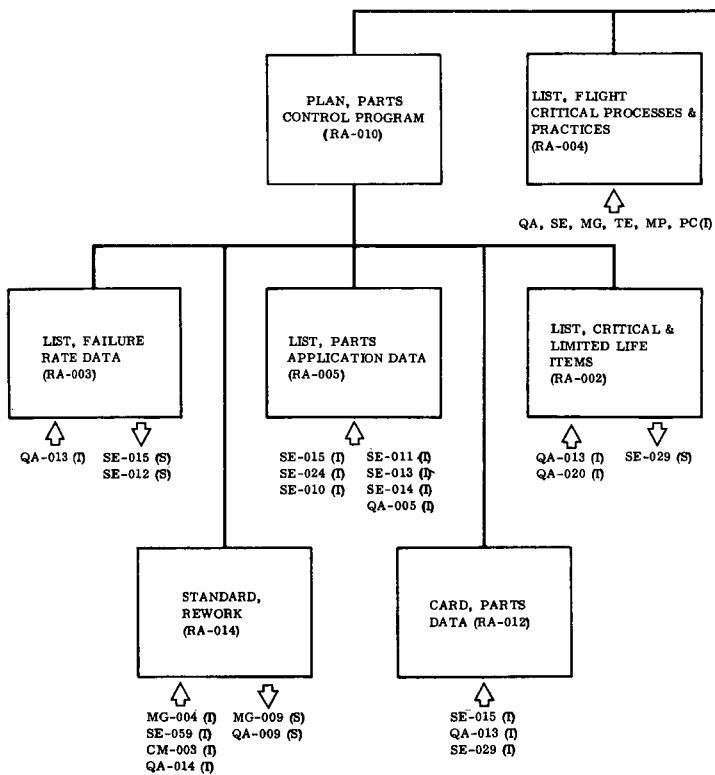 PLAN, PARTS
CONTROL PROGRAM
(RA-010)
LIST, FLIGHT
CRITICAL PROCESSES &
PRACTICES
(RA-004)
QA, SE, MG, TE, MP, PC(I)
LIST, FAILURE
RATE DATA
(RA-003)
QA-013 (I)
SE-015 (S)
SE-012 (S)
LIST, PARTS
APPLICATION DATA
(RA-005)
SE-015 (I)
SE-024 (I)
SE-010 (I)
SE-011 (I)
SE-013 (I)
SE-014 (I)
QA-005 (I)
LIST, CRITICAL &
LIMITED LIFE
ITEMS
(RA-002)
QA-013 (I)
QA-020 (I)
SE-029 (S)
STANDARD,
REWORK
(RA-014)
MG-004 (I)
SE-059 (I)
CM-003 (I)
QA-014 (I)
MG-009 (S)
QA-009 (S)
CARD, PARTS
DATA (RA-012)
SE-015 (I)
QA-013 (I)
SE-029 (I)